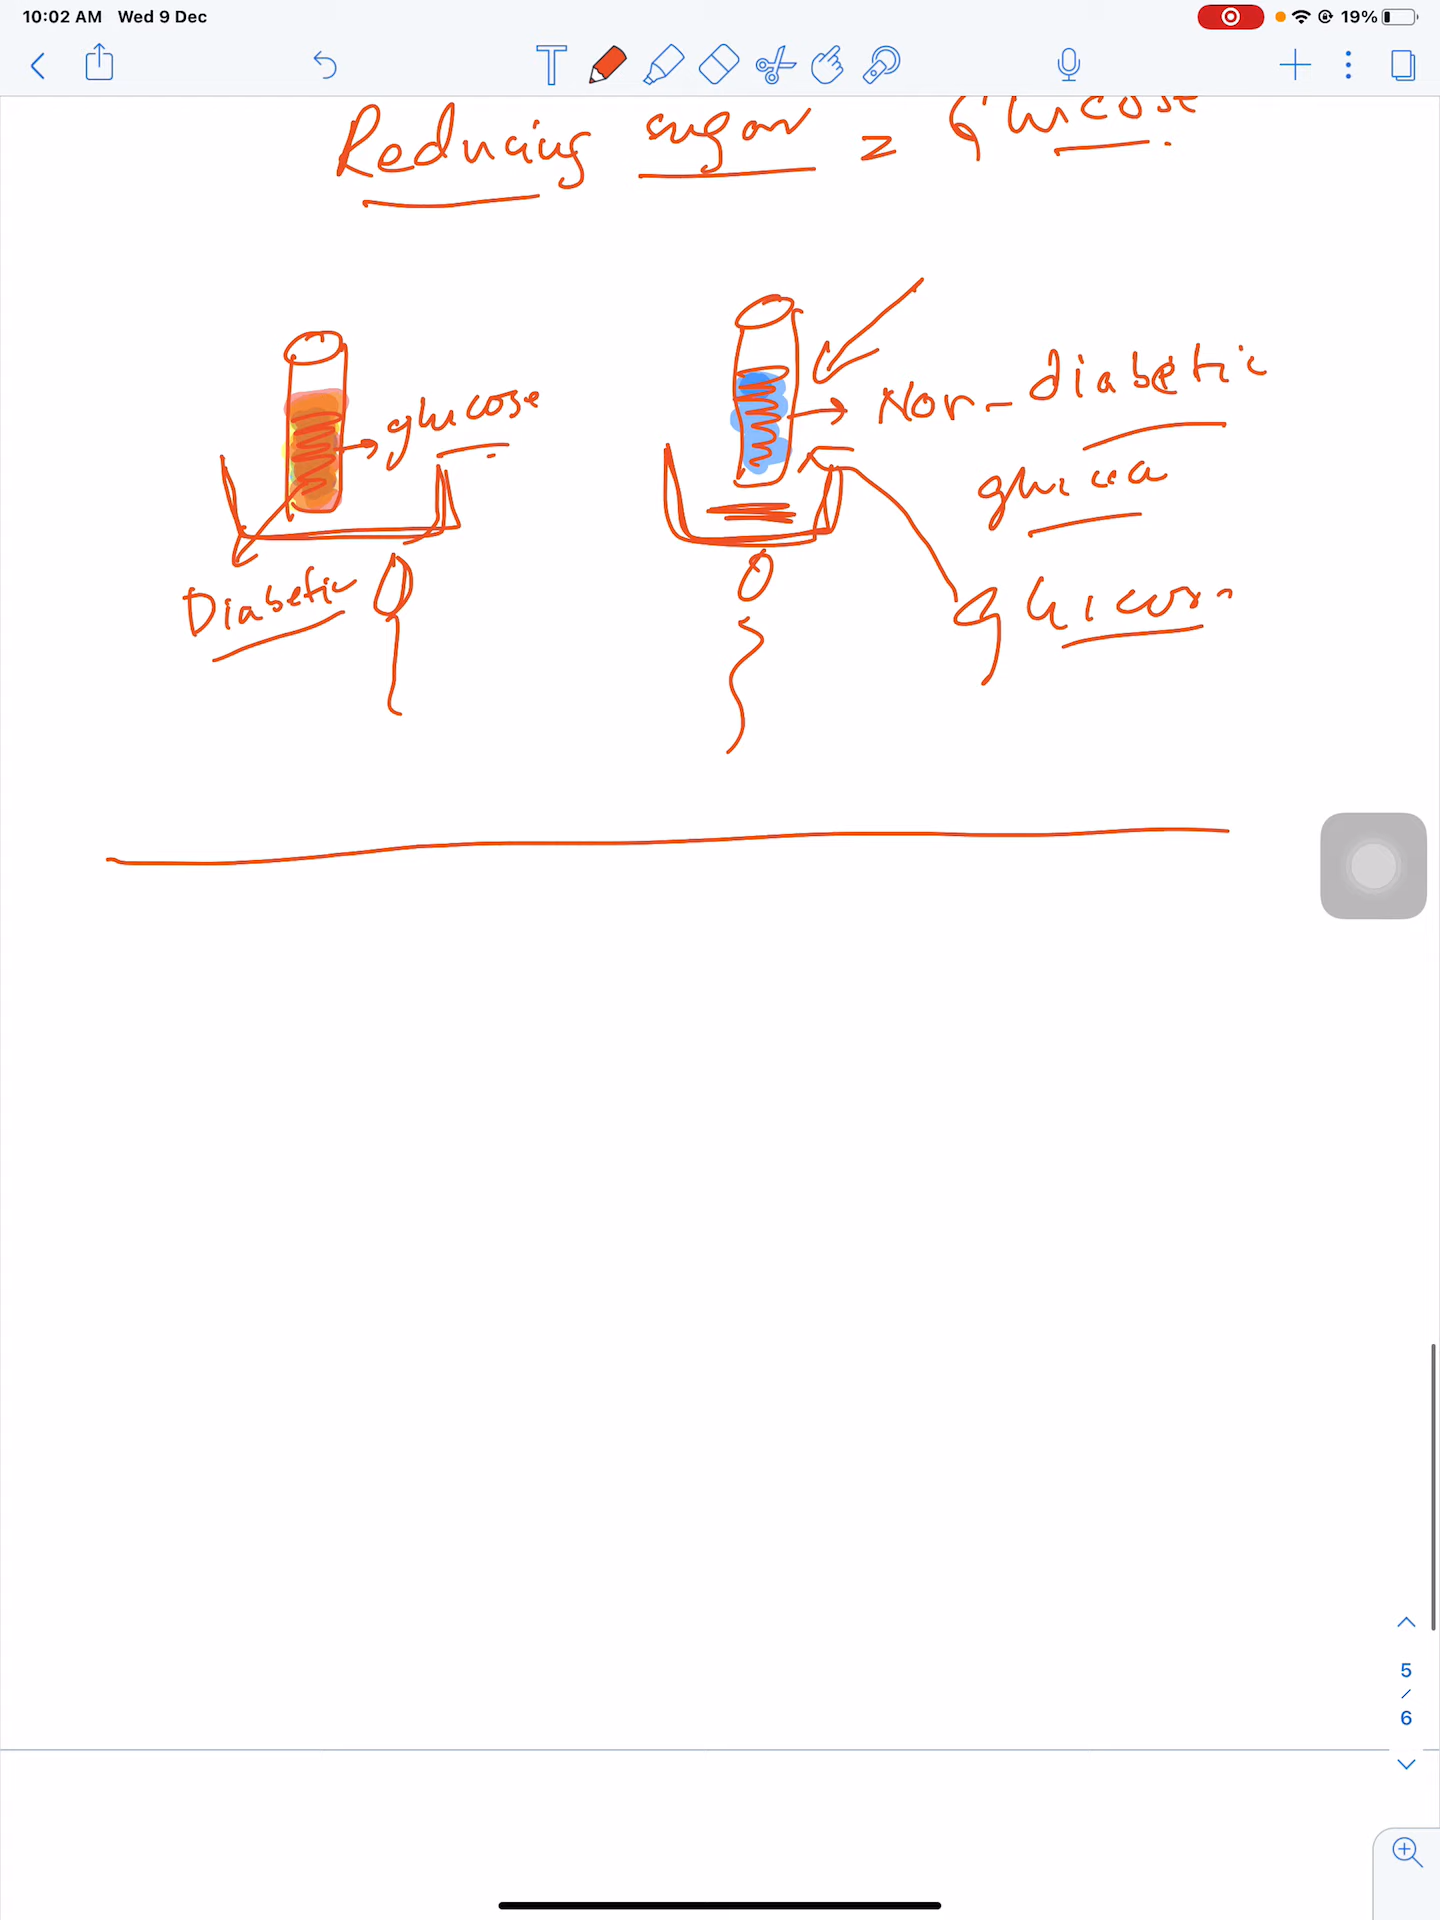 10:02 AM Wed 9 Dec
19%
T
Reducing sugar = Glucose
glucose
Non-diabetic
Diabetic
5
/
6